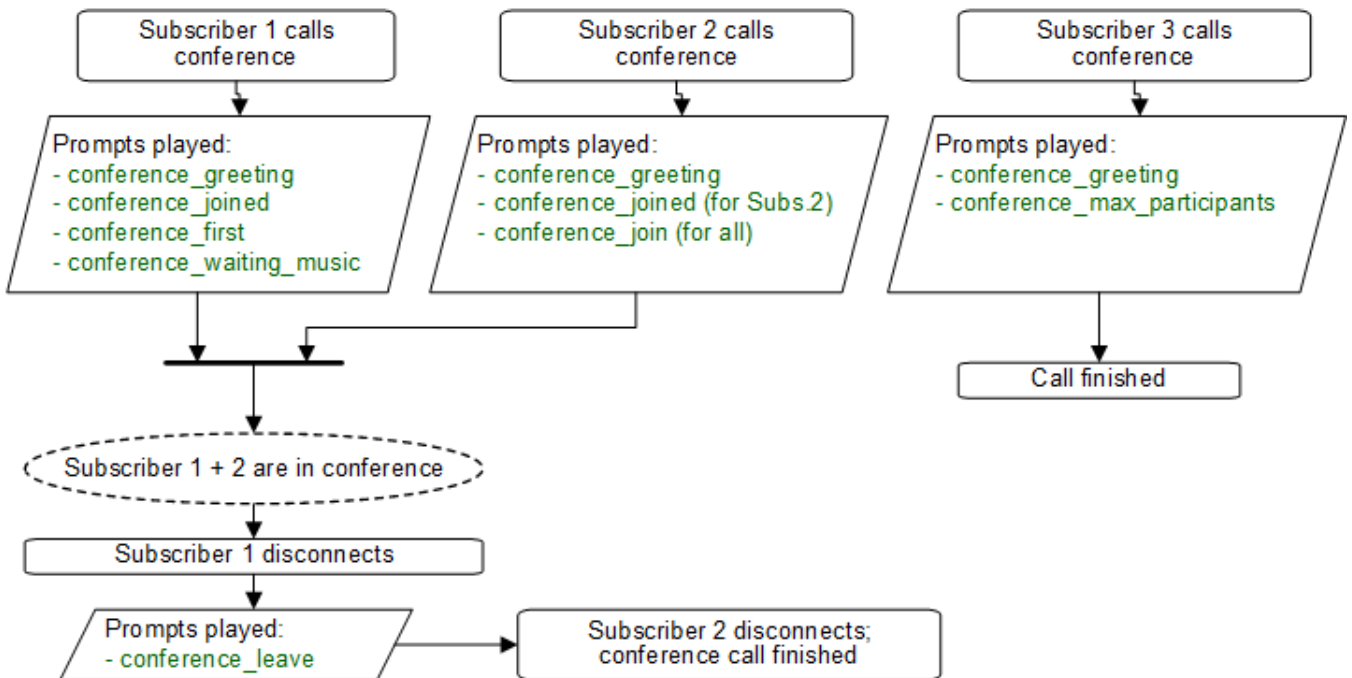 Subscriber 1 calls
conference
Subscriber 2 calls
conference
Subscriber 3 calls
conference
Prompts played:
- conference_greeting
- conference_joined
- conference_first
- conference_waiting_music
Prompts played:
- conference_greeting
- conference_joined (for Subs.2)
- conference_join (for all)
Prompts played:
- conference_greeting
- conference_max_participants
Call finished
Subscriber 1 + 2 are in conference
Subscriber 1 disconnects
Prompts played:
- conference_leave
Subscriber 2 disconnects;
conference call finished